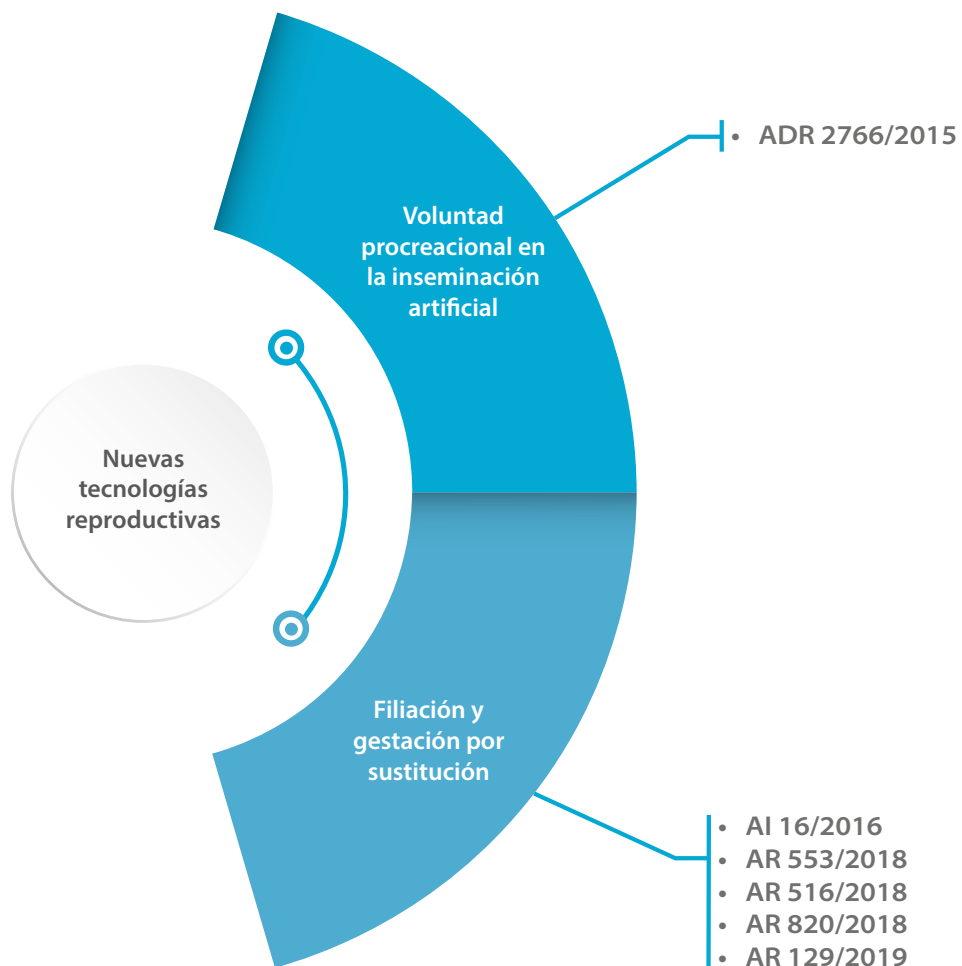 • ADR 2766/2015
Voluntad
procreacional en
la inseminación
artificial
Nuevas
tecnologías
reproductivas
Filiación y
gestación por
sustitución
• AI 16/2016
• AR 553/2018
• AR 516/2018
• AR 820/2018
• AR 129/2019